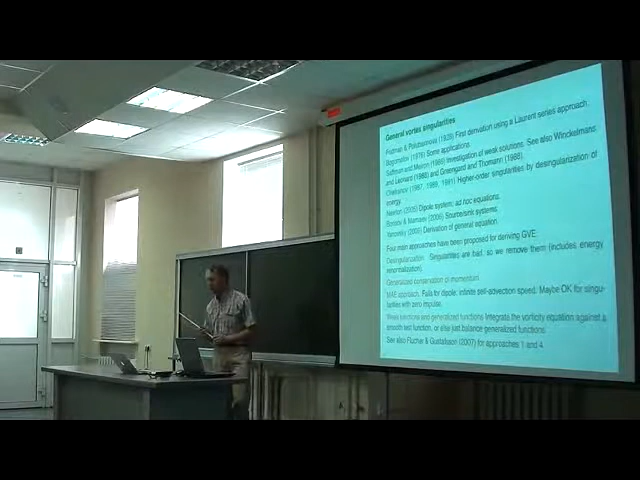 General vortex singularities
Fridman & Polubarinova (1928) First derivation using a Laurent series approach.
Bogomolov (1976) Some applications.
Saffman and Meiron (1986) Investigation of weak solutions. See also Winckelmans
and Leonard (1988) and Greengard and Thomann (1988).
Chefranov (1987, 1989, 1991) Higher-order singularities by desingularization of
energy.
Newton (2005) Dipole system; ad hoc equations.
Borisov & Mamaev (2006) Source/sink systems.
Yanovsky (2009) Derivation of general equation.
Four main approaches have been proposed for deriving GVE:
Desingularization. Singularities are bad, so we remove them (includes energy
renormalization).
Generalized conservation of momentum.
MAE approach. Fails for dipole: infinite self-advection speed. Maybe OK for singu-
larities with zero impulse.
Weak functions and generalized functions Integrate the vorticity equation against a
smooth test function, or else just balance generalized functions.
See also Flucher & Gustafsson (2007) for approaches 1 and 4.